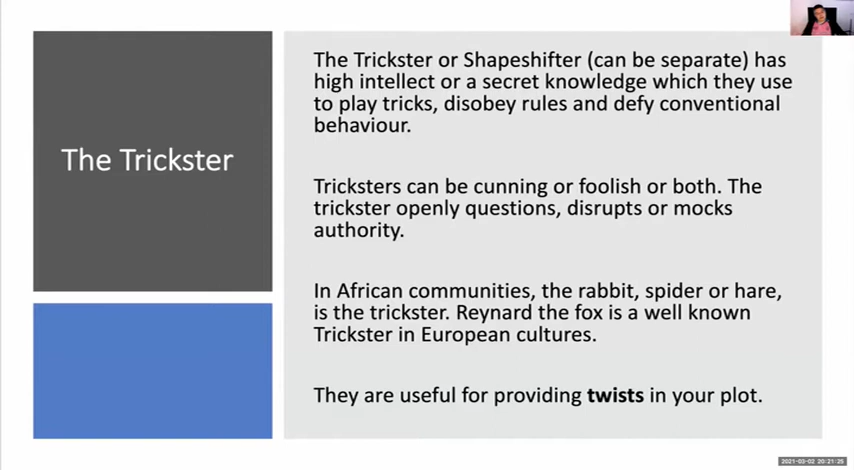 The Trickster
The Trickster or Shapeshifter (can be separate) has
high intellect or a secret knowledge which they use
to play tricks, disobey rules and defy conventional
behaviour.
Tricksters can be cunning or foolish or both. The
trickster openly questions, disrupts or mocks
authority.
In African communities, the rabbit, spider or hare,
is the trickster. Reynard the fox is a well known
Trickster in European cultures.
They are useful for providing twists in your plot.
2021-03-02 20:21:25